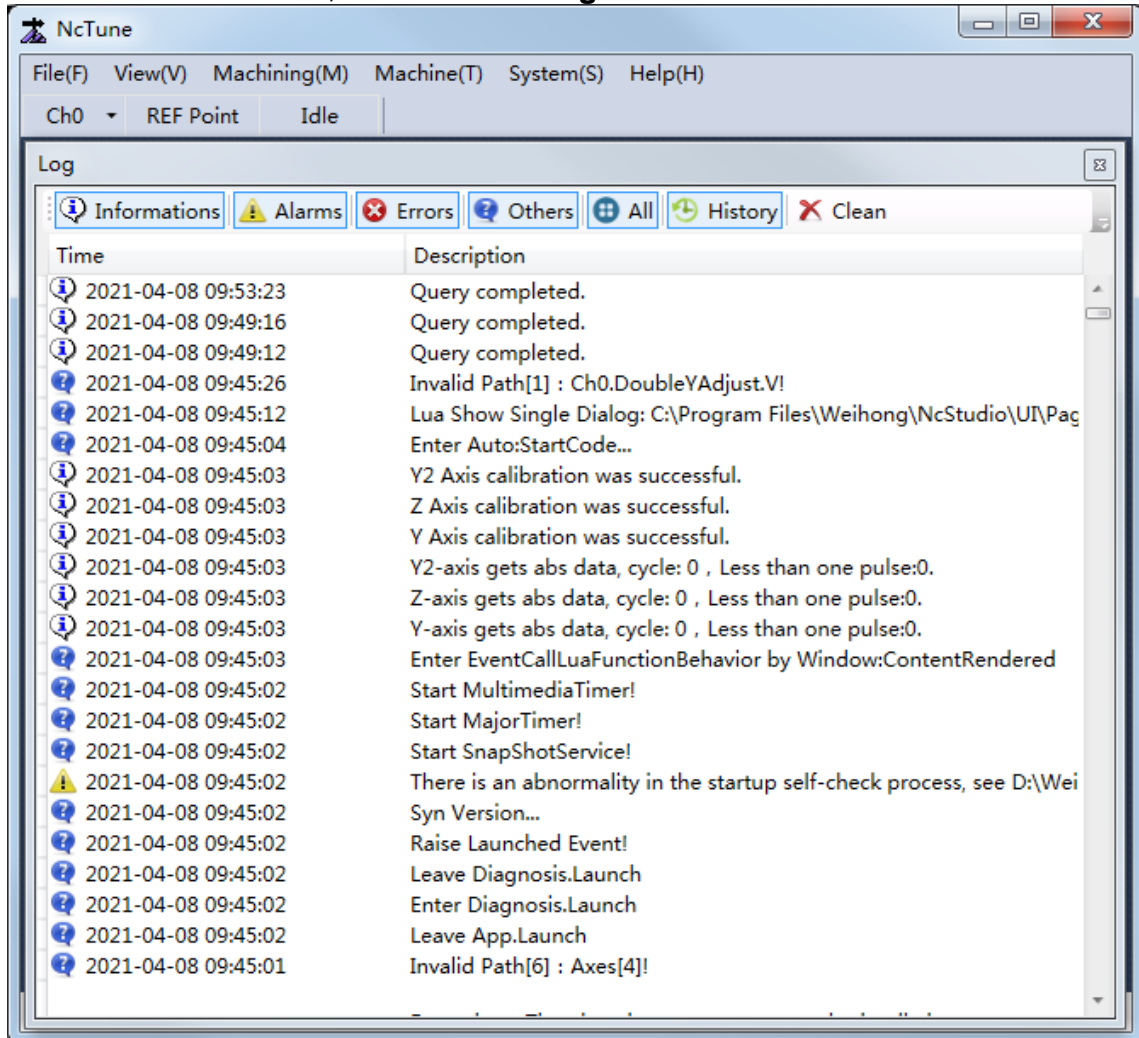 NcTune
File(F) View(V) Machining(M) Machine(T) System(S) Help(H)
Ch0 REF Point Idle
Log
Informations Alarms Errors Others All History Clean
Time Description
2021-04-08 09:53:23 Query completed.
2021-04-08 09:49:16 Query completed.
2021-04-08 09:49:12 Query completed.
2021-04-08 09:45:26 Invalid Path[1] : Ch0.DoubleYAdjust.V!
2021-04-08 09:45:12 Lua Show Single Dialog: C:\Program Files\Weihong\NcStudio\UI\Pag
2021-04-08 09:45:04 Enter Auto:StartCode...
2021-04-08 09:45:03 Y2 Axis calibration was successful.
2021-04-08 09:45:03 Z Axis calibration was successful.
2021-04-08 09:45:03 Y Axis calibration was successful.
2021-04-08 09:45:03 Y2-axis gets abs data, cycle: 0 , Less than one pulse:0.
2021-04-08 09:45:03 Z-axis gets abs data, cycle: 0 , Less than one pulse:0.
2021-04-08 09:45:03 Y-axis gets abs data, cycle: 0 , Less than one pulse:0.
2021-04-08 09:45:03 Enter EventCallLuaFunctionBehavior by Window:ContentRendered
2021-04-08 09:45:02 Start MultimediaTimer!
2021-04-08 09:45:02 Start MajorTimer!
2021-04-08 09:45:02 Start SnapShotService!
2021-04-08 09:45:02 There is an abnormality in the startup self-check process, see D:\Wei
2021-04-08 09:45:02 Syn Version...
2021-04-08 09:45:02 Raise Launched Event!
2021-04-08 09:45:02 Leave Diagnosis.Launch
2021-04-08 09:45:02 Enter Diagnosis.Launch
2021-04-08 09:45:02 Leave App.Launch
2021-04-08 09:45:01 Invalid Path[6] : Axes[4]!